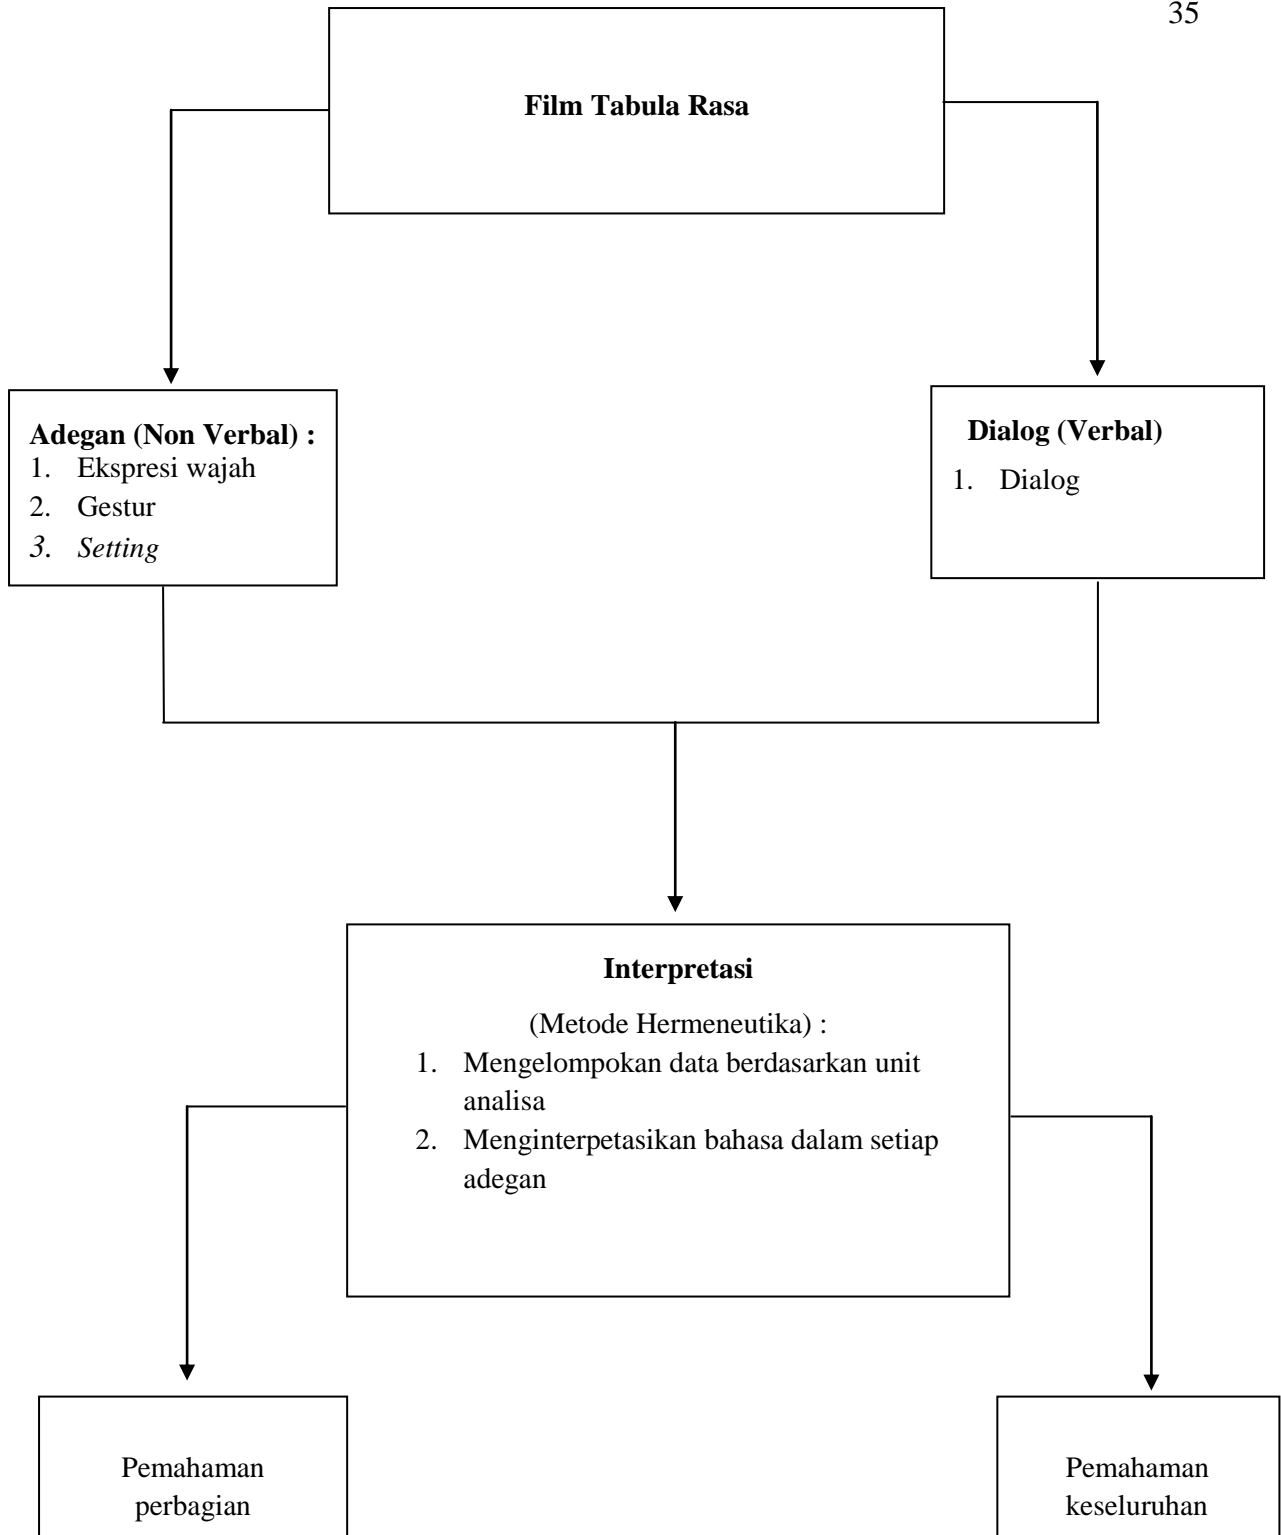 35
Film Tabula Rasa
Adegan (Non Verbal) :
1. Ekspresi wajah
2. Gestur
3. Setting
Dialog (Verbal)
1. Dialog
Interpretasi
(Metode Hermeneutika) :
1. Mengelompokan data berdasarkan unit
analisa
2. Menginterpetasikan bahasa dalam setiap
adegan
Pemahaman
perbagian
Pemahaman
keseluruhan